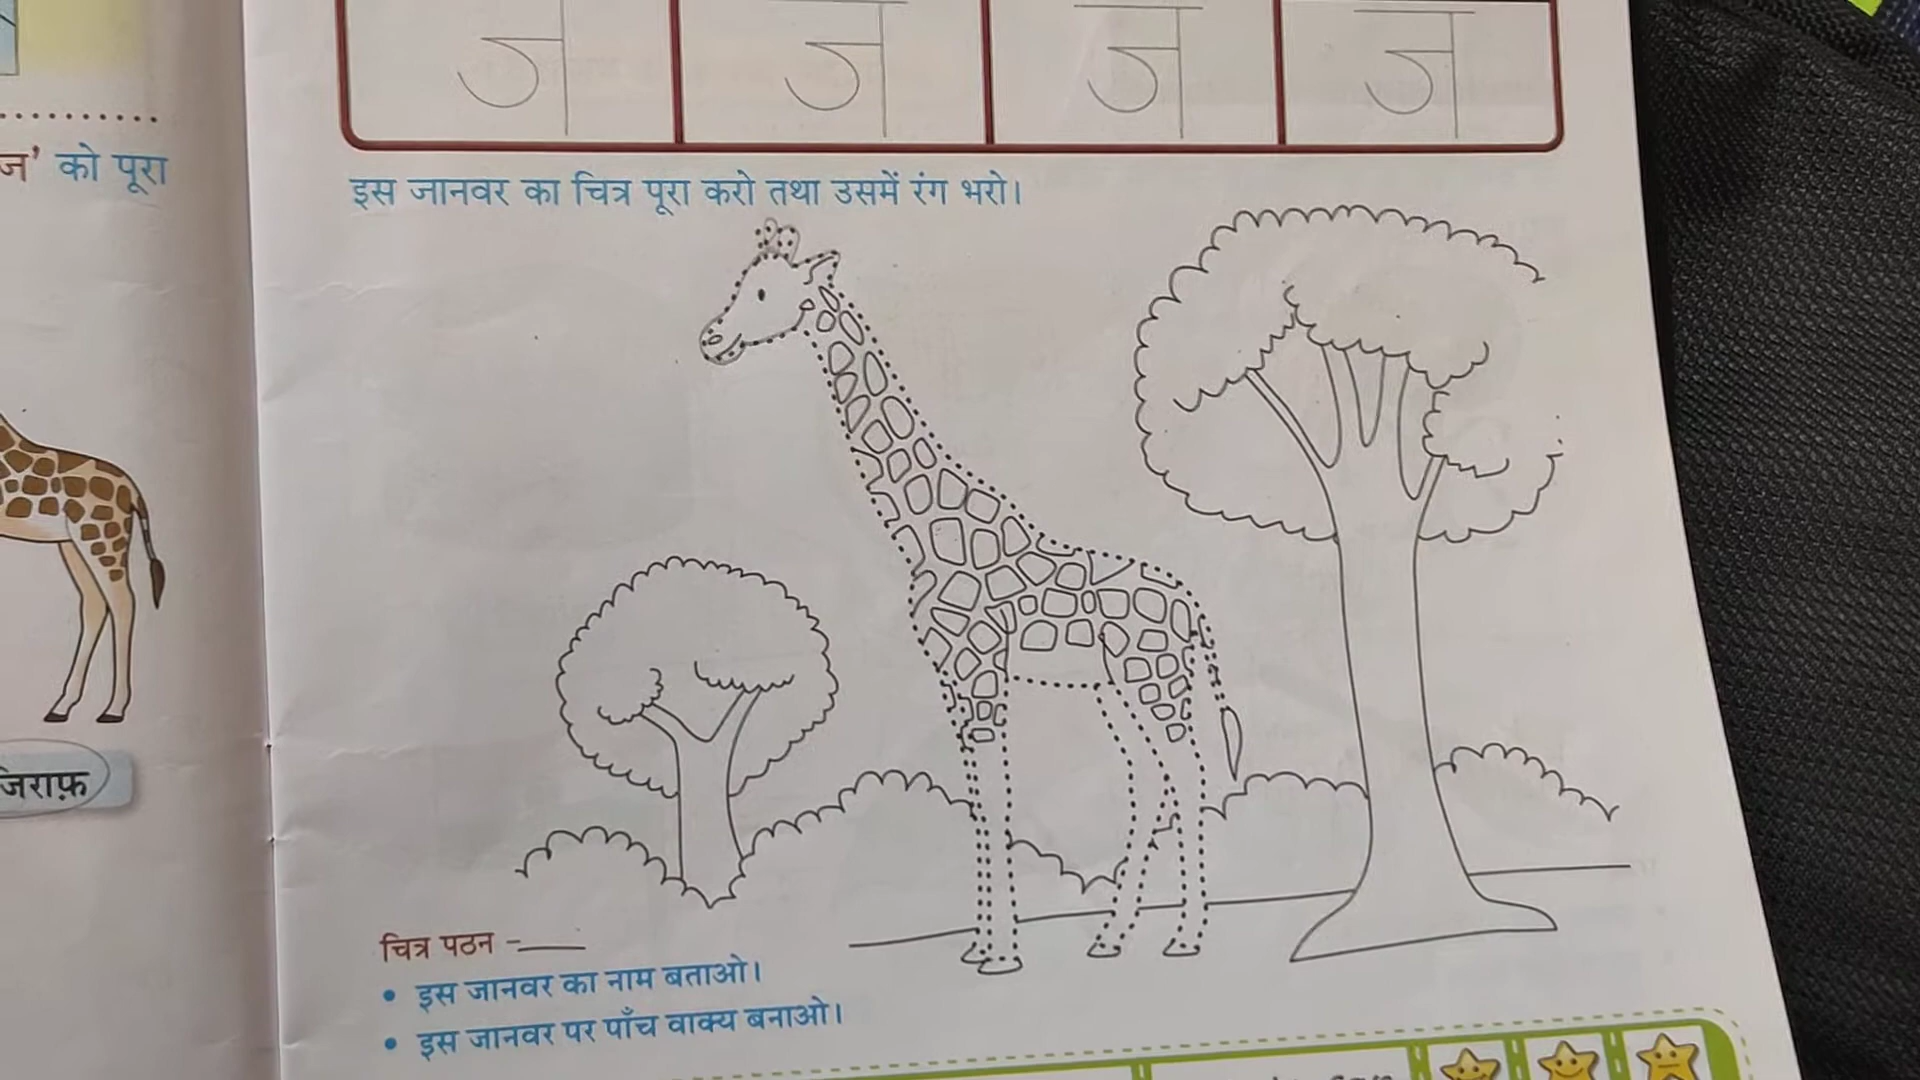 ज ज ज ज
ज' को पूरा
जिराफ़
इस जानवर का चित्र पूरा करो तथा उसमें रंग भरो।
चित्र पठन -
• इस जानवर का नाम बताओ।
• इस जानवर पर पाँच वाक्य बनाओ।